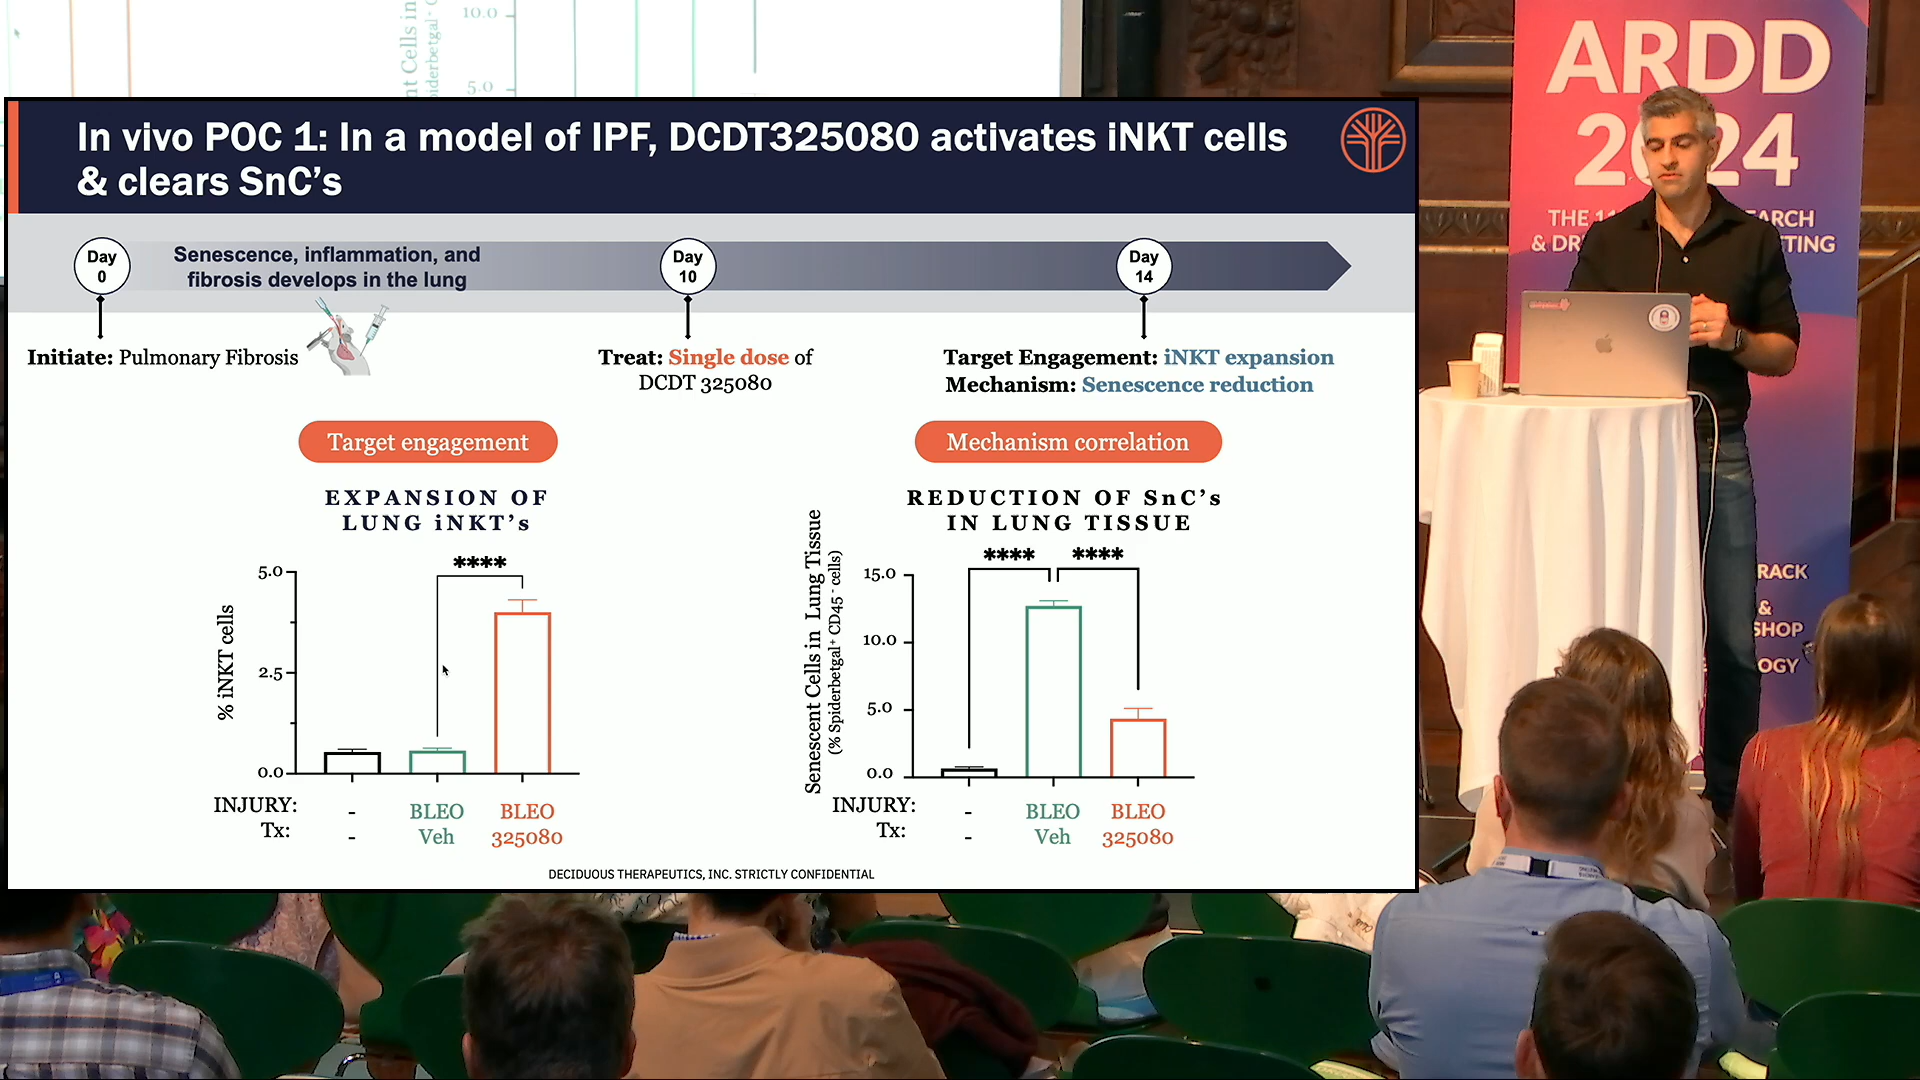 10.0
5.0
In vivo POC 1: In a model of IPF, DCDT325080 activates iNKT cells
& clears SnC's
Day
0
Senescence, inflammation, and
fibrosis develops in the lung
Day
10
Day
14
Initiate: Pulmonary Fibrosis
Treat: Single dose of
DCDT 325080
Target Engagement: iNKT expansion
Mechanism: Senescence reduction
Target engagement
EXPANSION OF
LUNG iNKT's
% iNKT cells
5.0
2.5
0.0
****
INJURY: - BLEO BLEO
Tx: - Veh 325080
Mechanism correlation
REDUCTION OF SnC's
IN LUNG TISSUE
Senescent Cells in Lung Tissue
(% Spiderbetgal+ CD45- cells)
15.0
10.0
5.0
0.0
**** ****
INJURY: - BLEO BLEO
Tx: - Veh 325080
DECIDUOUS THERAPEUTICS, INC. STRICTLY CONFIDENTIAL
ARDD
2024
THE
& DR
RACK
&
SHOP
OGY